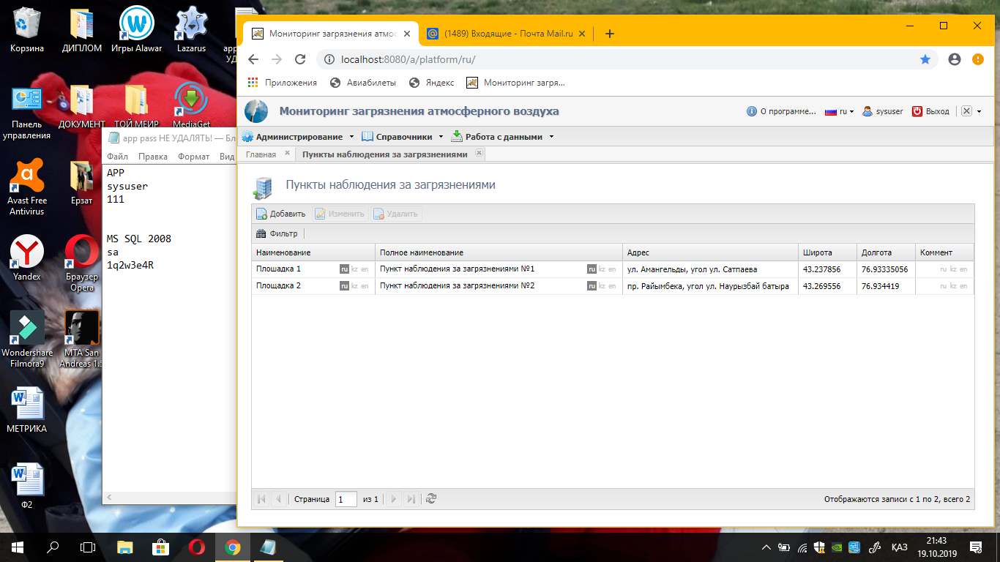 Корзина
ДИПЛОМ
Игры Alawar
Lazarus
Панель управления
ДОКУМЕНТ
ТОЙ МЕИР
MediaGet
Avast Free Antivirus
Ерзат
Yandex
Браузер Opera
Wondershare Filmora9
MTA San Andreas 1.5
МЕТРИКА
Ф2
app pass НЕ УДАЛЯТЬ! — Бл
Файл Правка Формат Вид
APP
sysuser
111
MS SQL 2008
sa
1q2w3e4R
Мониторинг загрязнения атмос
(1489) Входящие - Почта Mail.ru
localhost:8080/a/platform/ru/
Приложения Авиабилеты Яндекс Мониторинг загря...
Мониторинг загрязнения атмосферного воздуха
О программе... ru sysuser Выход
Администрирование Справочники Работа с данными
Главная Пункты наблюдения за загрязнениями
Пункты наблюдения за загрязнениями
Добавить Изменить Удалить
Фильтр
Наименование Полное наименование Адрес Широта Долгота Коммент
Плошадка 1 ru kz en Пункт наблюдения за загрязнениями №1 ru kz en ул. Амангельды, угол ул. Сатпаева 43.237856 76.93335056 ru kz en
Площадка 2 ru kz en Пункт наблюдения за загрязнениями №2 ru kz en пр. Райымбека, угол ул. Наурызбай батыра 43.269556 76.934419 ru kz en
Страница 1 из 1
Отображаются записи с 1 по 2, всего 2
ҚАЗ
21:43
19.10.2019